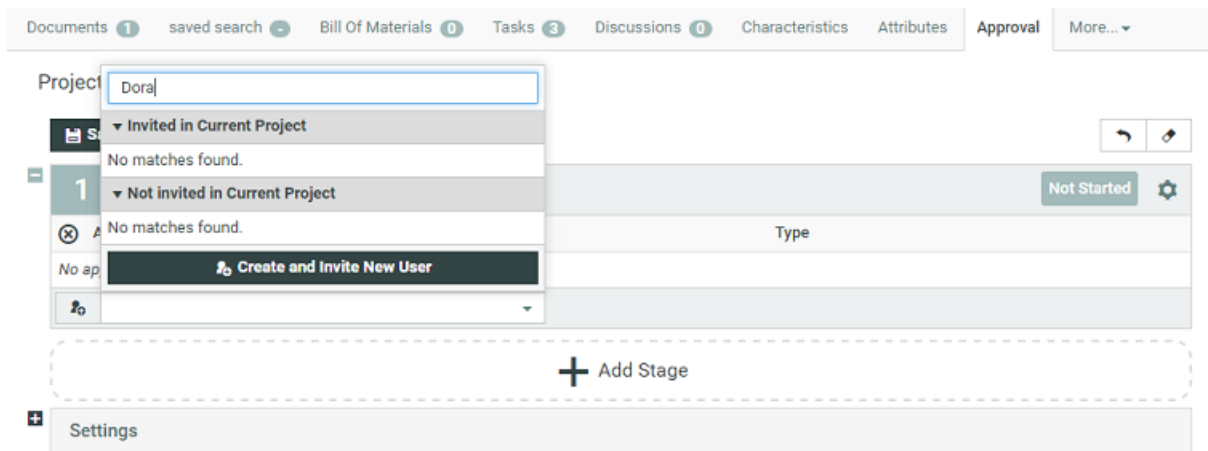 Documents 1 saved search - Bill Of Materials 0 Tasks 3 Discussions 0 Characteristics Attributes Approval More...
Project
Dora
Invited in Current Project
No matches found.
Not invited in Current Project
No matches found.
Create and Invite New User
Sa
1
Not Started
A
Type
No ap
Add Stage
Settings